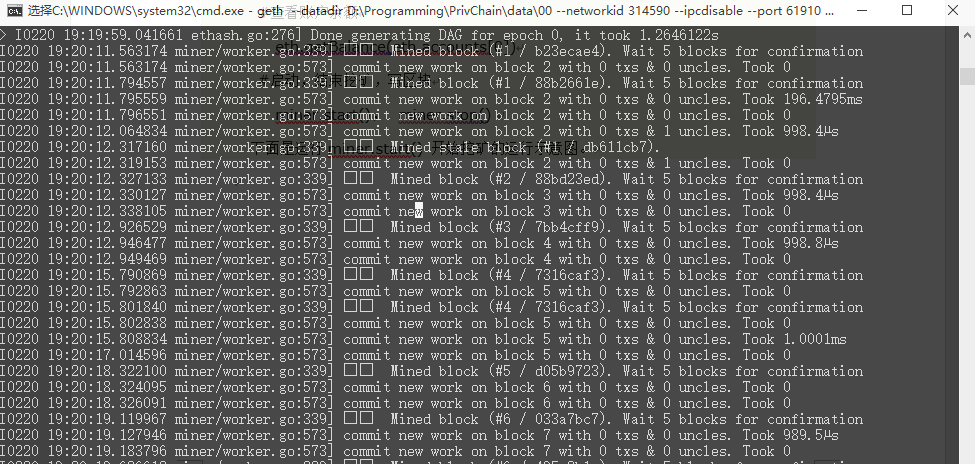 选择C:\WINDOWS\system32\cmd.exe - geth --datadir D:\Programming\PrivChain\data\00 --networkid 314590 --ipcdisable --port 61910 ...
> I0220 19:19:59.041661 ethash.go:276] Done generating DAG for epoch 0, it took 1.2646122s
I0220 19:20:11.563174 miner/worker.go:339] Mined block (#1 / b23ecae4). Wait 5 blocks for confirmation
I0220 19:20:11.563174 miner/worker.go:573] commit new work on block 2 with 0 txs & 0 uncles. Took 0
I0220 19:20:11.794557 miner/worker.go:339] Mined block (#1 / 88b2661e). Wait 5 blocks for confirmation
I0220 19:20:11.795559 miner/worker.go:573] commit new work on block 2 with 0 txs & 0 uncles. Took 196.4795ms
I0220 19:20:11.796551 miner/worker.go:573] commit new work on block 2 with 0 txs & 0 uncles. Took 0
I0220 19:20:12.064834 miner/worker.go:573] commit new work on block 2 with 0 txs & 1 uncles. Took 998.4µs
I0220 19:20:12.317160 miner/worker.go:339] Mined stale block (#1 / db611cb7).
I0220 19:20:12.319153 miner/worker.go:573] commit new work on block 2 with 0 txs & 1 uncles. Took 0
I0220 19:20:12.327133 miner/worker.go:339] Mined block (#2 / 88bd23ed). Wait 5 blocks for confirmation
I0220 19:20:12.330127 miner/worker.go:573] commit new work on block 3 with 0 txs & 0 uncles. Took 998.4µs
I0220 19:20:12.338105 miner/worker.go:573] commit new work on block 3 with 0 txs & 0 uncles. Took 0
I0220 19:20:12.926529 miner/worker.go:339] Mined block (#3 / 7bb4cff9). Wait 5 blocks for confirmation
I0220 19:20:12.946477 miner/worker.go:573] commit new work on block 4 with 0 txs & 0 uncles. Took 998.8µs
I0220 19:20:12.949469 miner/worker.go:573] commit new work on block 4 with 0 txs & 0 uncles. Took 0
I0220 19:20:15.790869 miner/worker.go:339] Mined block (#4 / 7316caf3). Wait 5 blocks for confirmation
I0220 19:20:15.792863 miner/worker.go:573] commit new work on block 5 with 0 txs & 0 uncles. Took 0
I0220 19:20:15.801840 miner/worker.go:339] Mined block (#4 / 7316caf3). Wait 5 blocks for confirmation
I0220 19:20:15.802838 miner/worker.go:573] commit new work on block 5 with 0 txs & 0 uncles. Took 0
I0220 19:20:15.808834 miner/worker.go:573] commit new work on block 5 with 0 txs & 0 uncles. Took 1.0001ms
I0220 19:20:17.014596 miner/worker.go:573] commit new work on block 5 with 0 txs & 0 uncles. Took 0
I0220 19:20:18.322100 miner/worker.go:339] Mined block (#5 / d05b9723). Wait 5 blocks for confirmation
I0220 19:20:18.324095 miner/worker.go:573] commit new work on block 6 with 0 txs & 0 uncles. Took 0
I0220 19:20:18.326091 miner/worker.go:573] commit new work on block 6 with 0 txs & 0 uncles. Took 0
I0220 19:20:19.119967 miner/worker.go:339] Mined block (#6 / 033a7bc7). Wait 5 blocks for confirmation
I0220 19:20:19.127946 miner/worker.go:573] commit new work on block 7 with 0 txs & 0 uncles. Took 989.5µs
I0220 19:20:19.183796 miner/worker.go:573] commit new work on block 7 with 0 txs & 0 uncles. Took 0